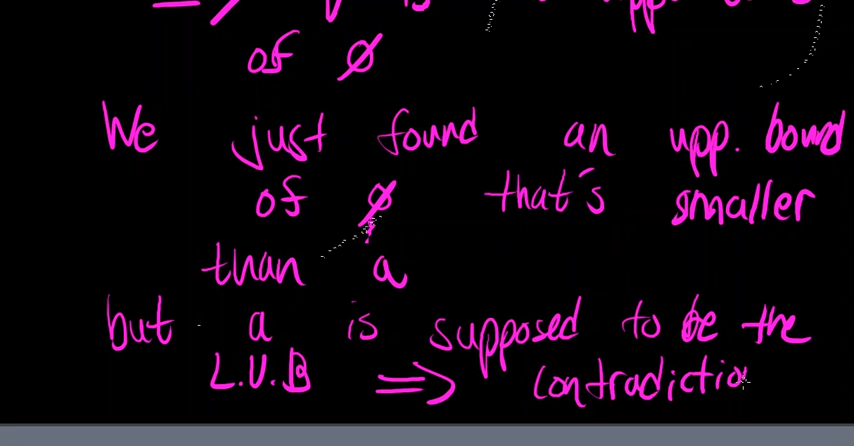 of ∅
We just found an upp. bound
of ∅ that's smaller
than a
but a is supposed to be the
L.U.B => contradiction